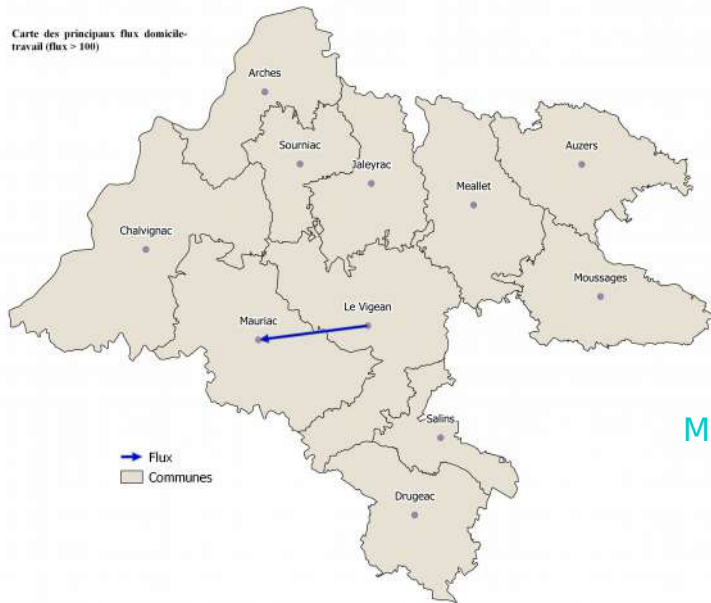 Carte des principaux flux domicile-
travail (flux > 100)
Arches
Sourniac
Jaleyrac
Auzers
Meallet
Chalvignac
Moussages
Le Vigean
Mauriac
Salins
M
Flux
Communes
Drugeac